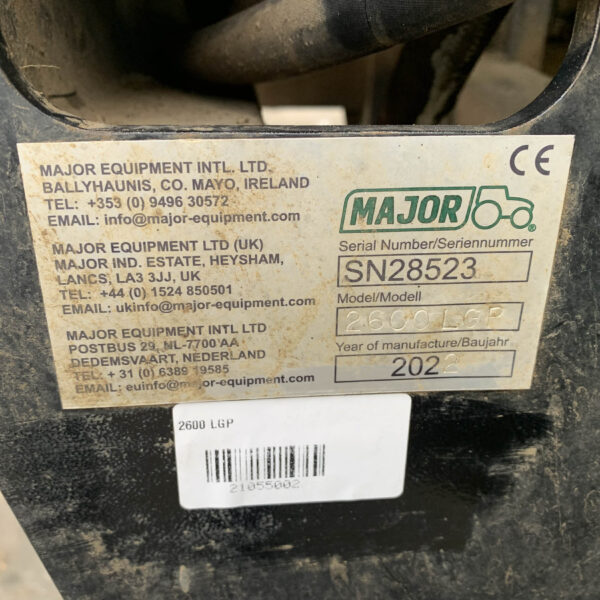 MAJOR EQUIPMENT INTL. LTD.
BALLYHAUNIS, CO. MAYO, IRELAND
TEL: +353 (0) 9496 30572
EMAIL: info@major-equipment.com
MAJOR EQUIPMENT LTD (UK)
MAJOR IND. ESTATE, HEYSHAM,
LANCS, LA3 3JJ, UK
TEL: +44 (0) 1524 850501
EMAIL: ukinfo@major-equipment.com
MAJOR EQUIPMENT INTL LTD
POSTBUS 29, NL-7700 AA
DEDEMSVAART, NEDERLAND
TEL: + 31 (0) 6389 19585
EMAIL: euinfo@major-equipment.com
CE
MAJOR
Serial Number/Seriennummer
SN28523
Model/Modell
2600 LGP
Year of manufacture/Baujahr
2022
2600 LGP
21055002